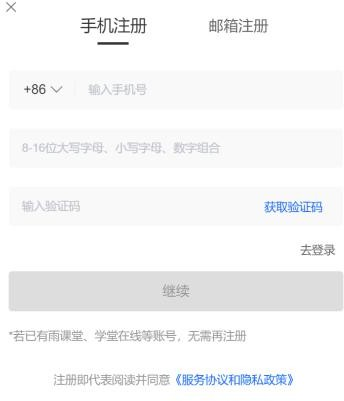 手机注册 邮箱注册
+86 输入手机号
8-16位大写字母、小写字母、数字组合
输入验证码 获取验证码
去登录
继续
*若已有雨课堂、学堂在线等账号，无需再注册
注册即代表阅读并同意《服务协议和隐私政策》